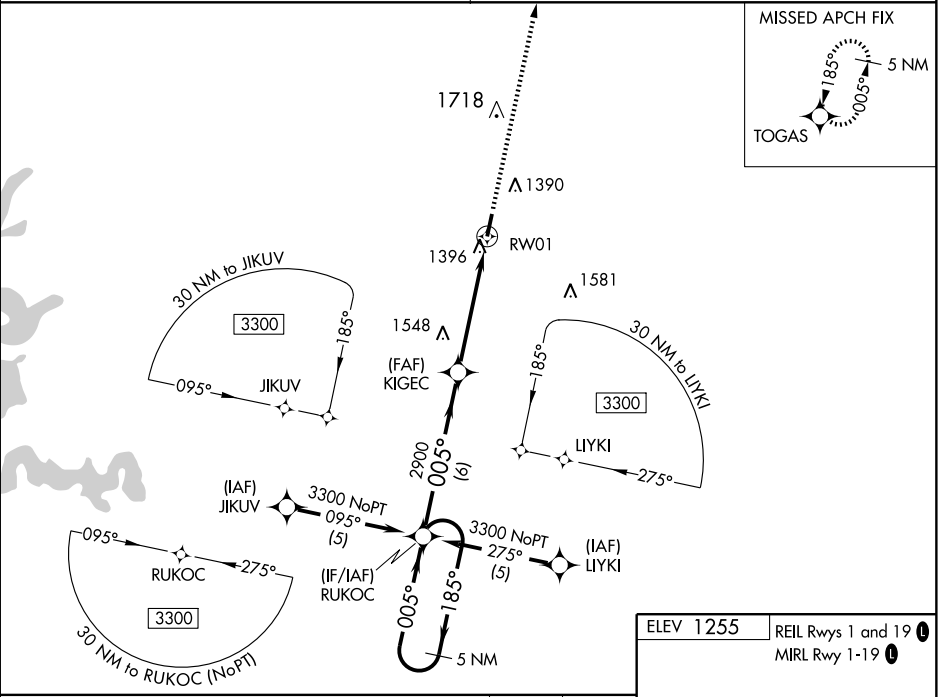 MISSED APCH FIX
185°
005°
5 NM
TOGAS
1718
1390
RW01
1396
1581
1548
30 NM to JIKUV
3300
185°
095°
JIKUV
(FAF)
KIGEC
30 NM to LIYKI
3300
185°
LIYKI
275°
2900
005°
(6)
(IAF)
JIKUV
3300 NoPT
095°
(5)
3300 NoPT
275°
(5)
(IAF)
LIYKI
(IF/IAF)
RUKOC
005°
185°
5 NM
095°
RUKOC
275°
3300
30 NM to RUKOC (NoPT)
ELEV 1255
REIL Rwys 1 and 19 L
MIRL Rwy 1-19 L